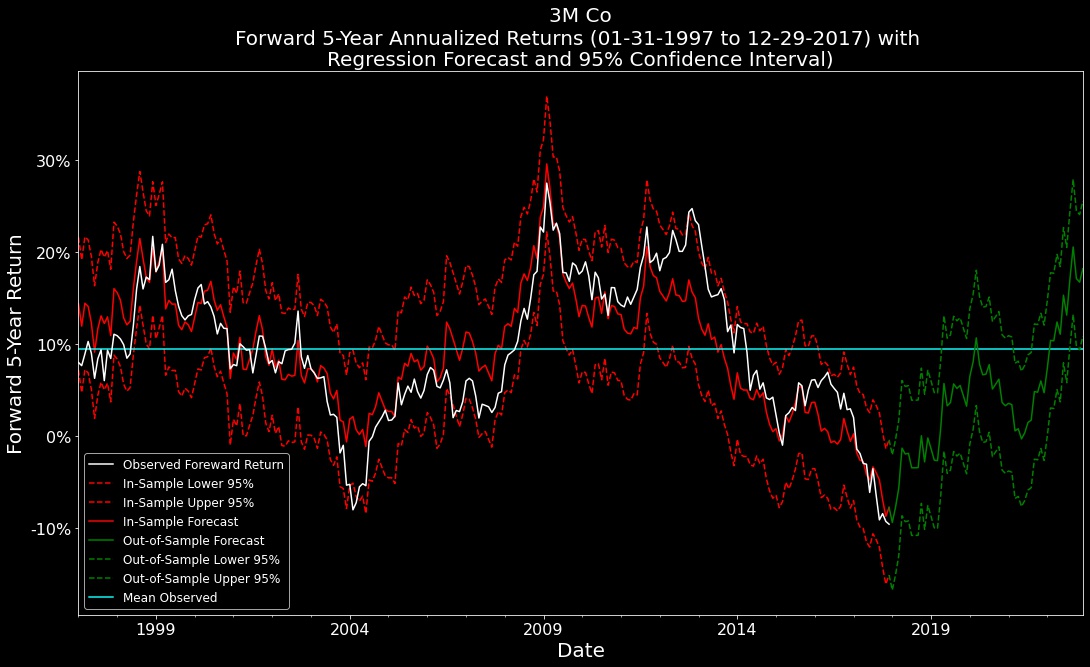 3M Co
Forward 5-Year Annualized Returns (01-31-1997 to 12-29-2017) with
Regression Forecast and 95% Confidence Interval)
Forward 5-Year Return
30%
20%
10%
0%
-10%
Observed Foreward Return
In-Sample Lower 95%
In-Sample Upper 95%
In-Sample Forecast
Out-of-Sample Forecast
Out-of-Sample Lower 95%
Out-of-Sample Upper 95%
Mean Observed
1999 2004 2009 2014 2019
Date